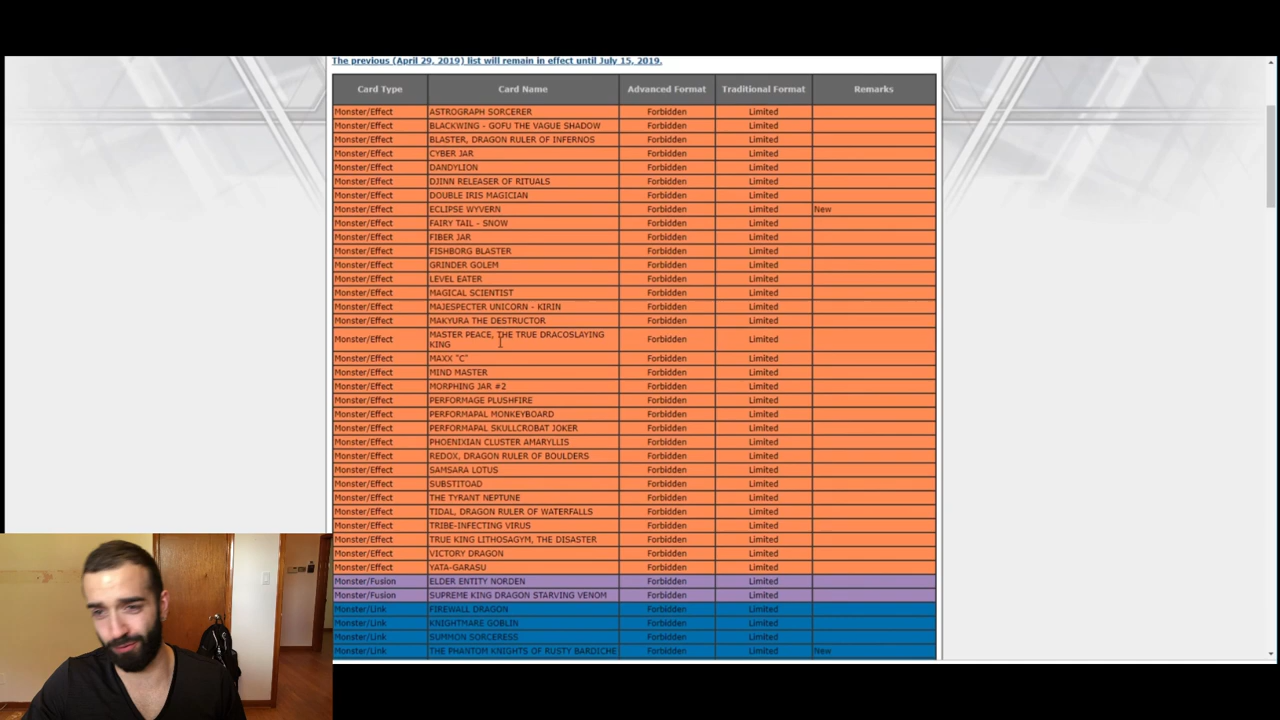 The previous (April 29, 2019) list will remain in effect until July 15, 2019.
Card Type Card Name Advanced Format Traditional Format Remarks
Monster/Effect ASTROGRAPH SORCERER Forbidden Limited
Monster/Effect BLACKWING - GOFU THE VAGUE SHADOW Forbidden Limited
Monster/Effect BLASTER, DRAGON RULER OF INFERNOS Forbidden Limited
Monster/Effect CYBER JAR Forbidden Limited
Monster/Effect DANDYLION Forbidden Limited
Monster/Effect DJINN RELEASER OF RITUALS Forbidden Limited
Monster/Effect DOUBLE IRIS MAGICIAN Forbidden Limited
Monster/Effect ECLIPSE WYVERN Forbidden Limited New
Monster/Effect FAIRY TAIL - SNOW Forbidden Limited
Monster/Effect FIBER JAR Forbidden Limited
Monster/Effect FISHBORG BLASTER Forbidden Limited
Monster/Effect GRINDER GOLEM Forbidden Limited
Monster/Effect LEVEL EATER Forbidden Limited
Monster/Effect MAGICAL SCIENTIST Forbidden Limited
Monster/Effect MAJESPECTER UNICORN - KIRIN Forbidden Limited
Monster/Effect MAKYURA THE DESTRUCTOR Forbidden Limited
Monster/Effect MASTER PEACE, THE TRUE DRACOSLAYING KING Forbidden Limited
Monster/Effect MAXX "C" Forbidden Limited
Monster/Effect MIND MASTER Forbidden Limited
Monster/Effect MORPHING JAR #2 Forbidden Limited
Monster/Effect PERFORMAGE PLUSHFIRE Forbidden Limited
Monster/Effect PERFORMAPAL MONKEYBOARD Forbidden Limited
Monster/Effect PERFORMAPAL SKULLCROBAT JOKER Forbidden Limited
Monster/Effect PHOENIXIAN CLUSTER AMARYLLIS Forbidden Limited
Monster/Effect REDOX, DRAGON RULER OF BOULDERS Forbidden Limited
Monster/Effect SAMSARA LOTUS Forbidden Limited
Monster/Effect SUBSTITOAD Forbidden Limited
Monster/Effect THE TYRANT NEPTUNE Forbidden Limited
Monster/Effect TIDAL, DRAGON RULER OF WATERFALLS Forbidden Limited
Monster/Effect TRIBE-INFECTING VIRUS Forbidden Limited
Monster/Effect TRUE KING LITHOSAGYM, THE DISASTER Forbidden Limited
Monster/Effect VICTORY DRAGON Forbidden Limited
Monster/Effect YATA-GARASU Forbidden Limited
Monster/Fusion ELDER ENTITY NORDEN Forbidden Limited
Monster/Fusion SUPREME KING DRAGON STARVING VENOM Forbidden Limited
Monster/Link FIREWALL DRAGON Forbidden Limited
Monster/Link KNIGHTMARE GOBLIN Forbidden Limited
Monster/Link SUMMON SORCERESS Forbidden Limited
Monster/Link THE PHANTOM KNIGHTS OF RUSTY BARDICHE Forbidden Limited New